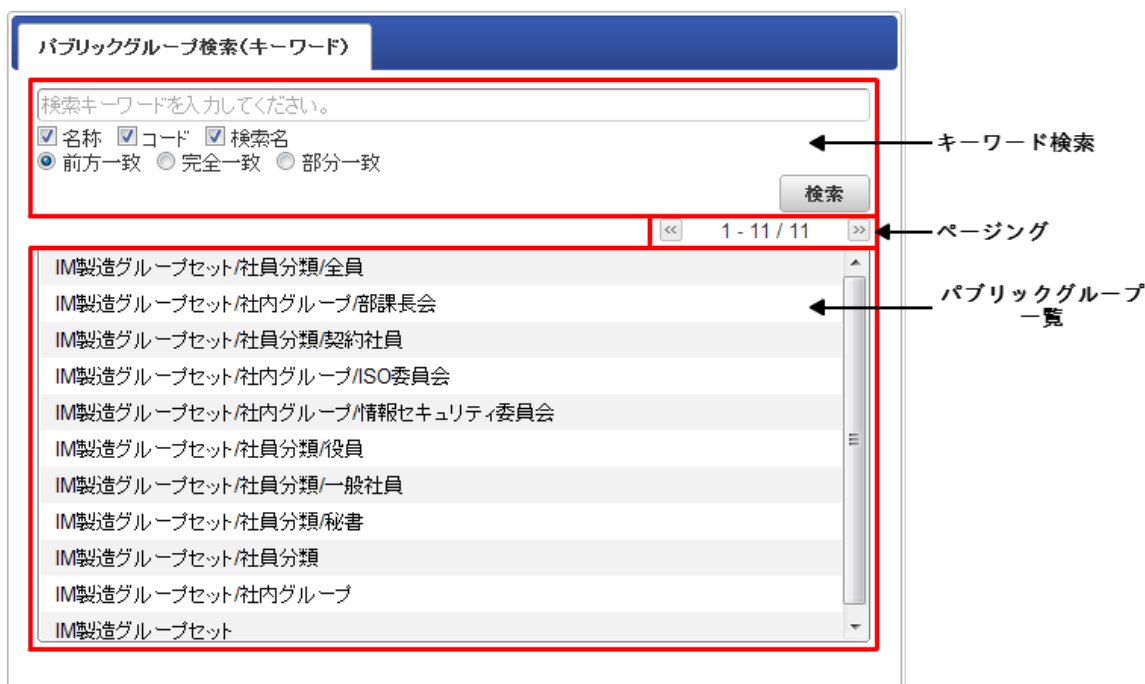 パブリックグループ検索(キーワード)
検索キーワードを入力してください。
名称 コード 検索名
前方一致 完全一致 部分一致
キーワード検索
検索
<< 1 - 11 / 11 >>
ページング
IM製造グループセット/社員分類/全員
IM製造グループセット/社内グループ/部課長会
パブリックグループ
一覧
IM製造グループセット/社員分類/契約社員
IM製造グループセット/社内グループ/ISO委員会
IM製造グループセット/社内グループ/情報セキュリティ委員会
IM製造グループセット/社員分類/役員
IM製造グループセット/社員分類/一般社員
IM製造グループセット/社員分類/秘書
IM製造グループセット/社員分類
IM製造グループセット/社内グループ
IM製造グループセット